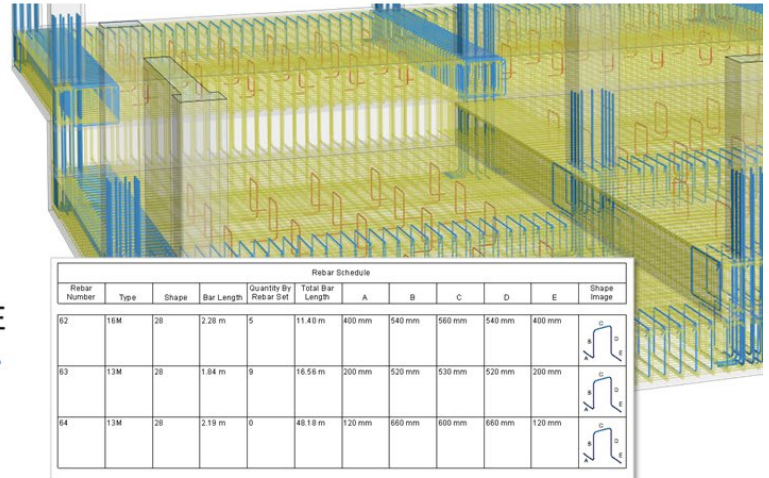 E
Rebar Schedule
Rebar Number Type Shape Bar Length Quantity By Rebar Set Total Bar Length A B C D E Shape Image
62 16M 28 2.28 m 5 11.40 m 400 mm 540 mm 560 mm 540 mm 400 mm
C
B D
A E
63 13M 28 1.84 m 9 16.56 m 200 mm 520 mm 530 mm 520 mm 200 mm
C
B D
A E
64 13M 28 2.19 m 0 48.18 m 120 mm 660 mm 600 mm 660 mm 120 mm
C
B D
A E